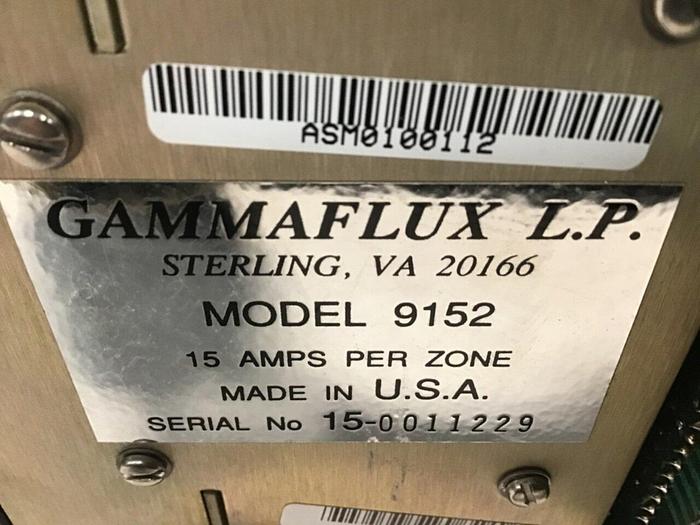 ASM0100112
GAMMAFLUX L.P.
STERLING, VA 20166
MODEL 9152
15 AMPS PER ZONE
MADE IN U.S.A.
SERIAL No 15-0011229